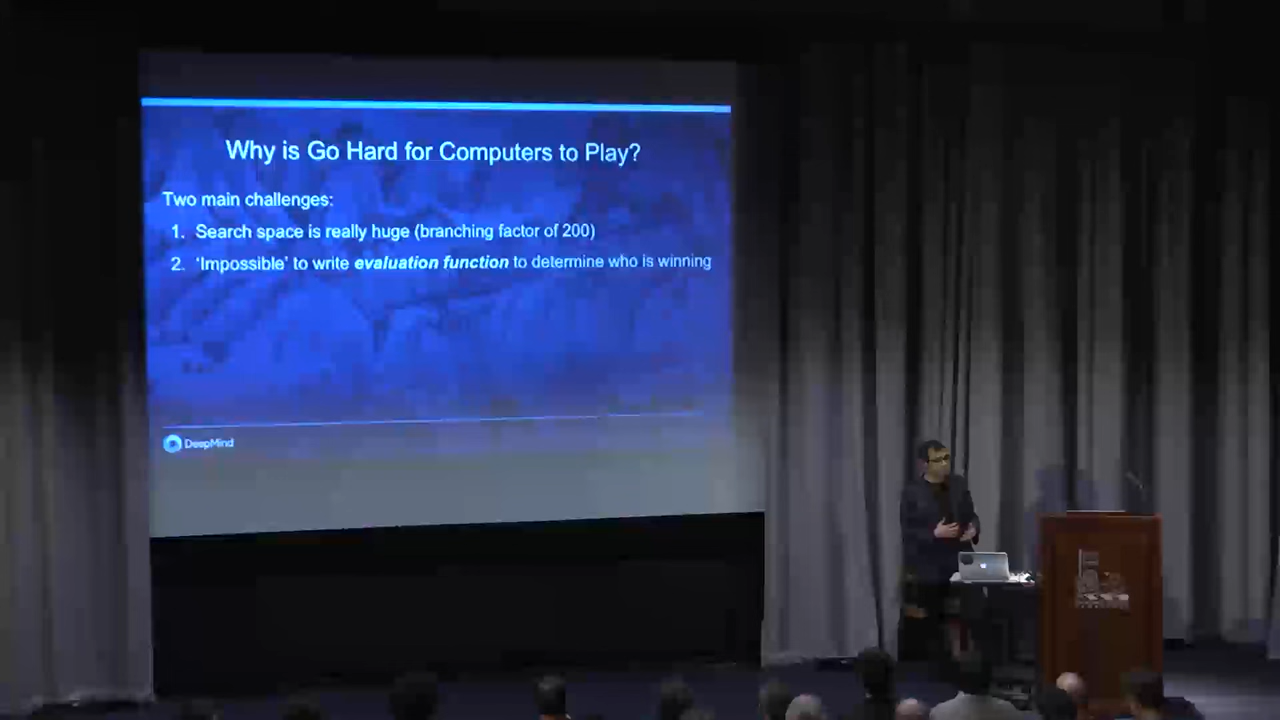 Why is Go Hard for Computers to Play?
Two main challenges:
1. Search space is really huge (branching factor of 200)
2. 'Impossible' to write evaluation function to determine who is winning
DeepMind